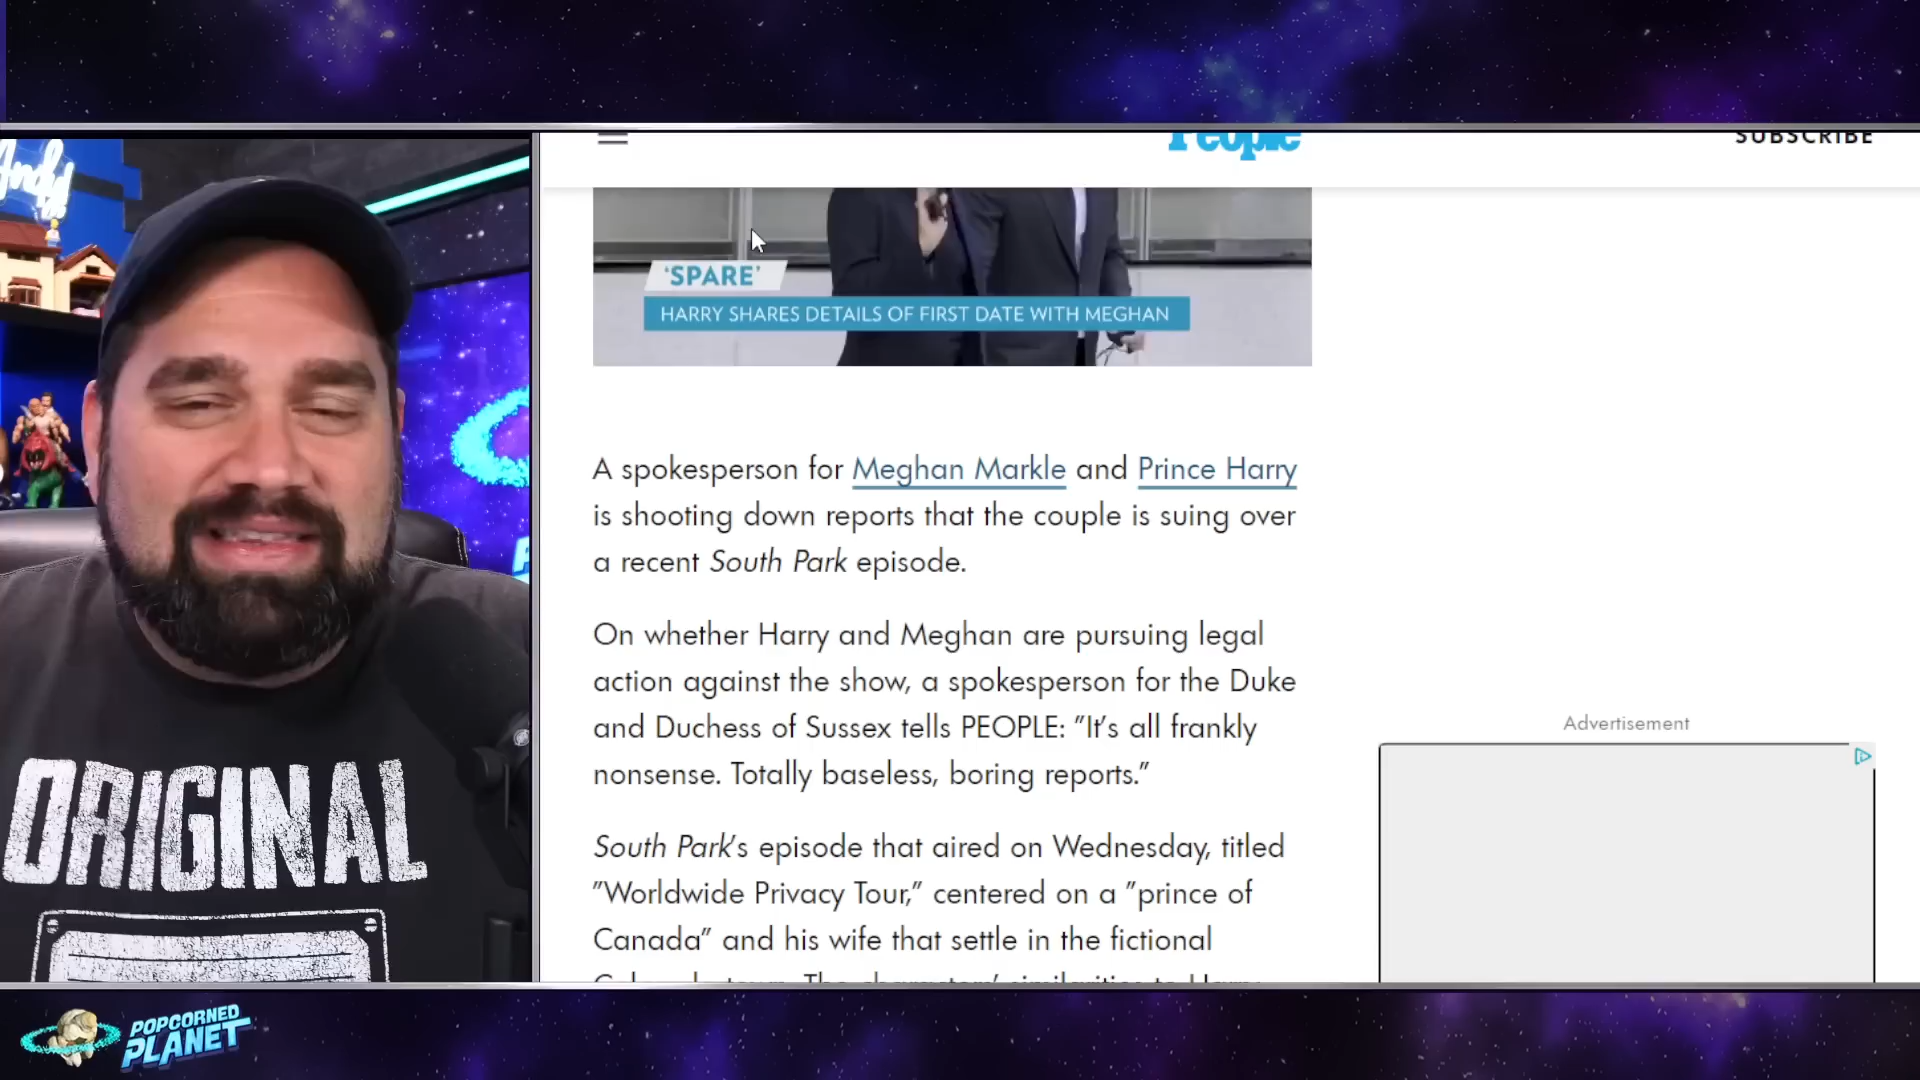 Andy
People
SUBSCRIBE
'SPARE'
HARRY SHARES DETAILS OF FIRST DATE WITH MEGHAN
A spokesperson for Meghan Markle and Prince Harry
is shooting down reports that the couple is suing over
a recent South Park episode.
On whether Harry and Meghan are pursuing legal
action against the show, a spokesperson for the Duke
and Duchess of Sussex tells PEOPLE: "It's all frankly
nonsense. Totally baseless, boring reports."
South Park's episode that aired on Wednesday, titled
"Worldwide Privacy Tour," centered on a "prince of
Canada" and his wife that settle in the fictional
Advertisement
ORIGINAL
POPCORNED
PLANET